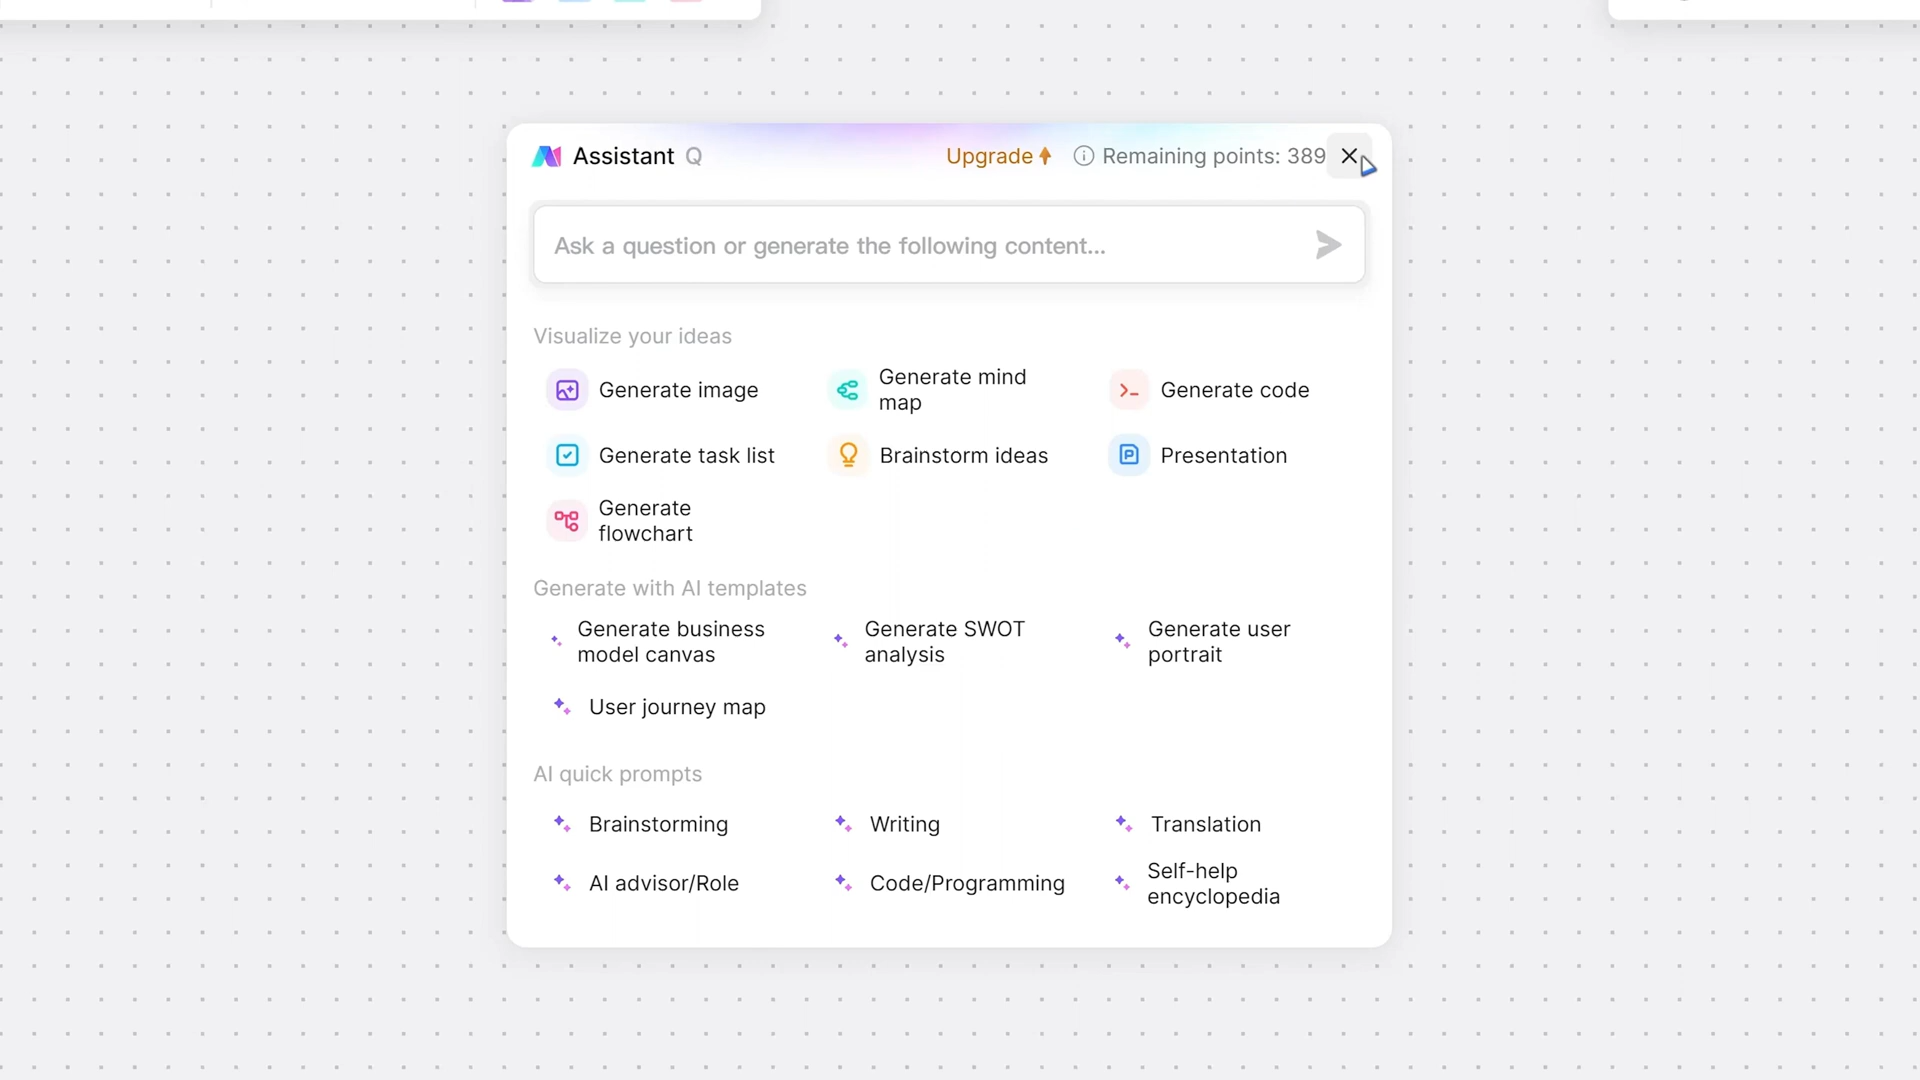 Assistant Q
Upgrade
Remaining points: 389
Ask a question or generate the following content...
Visualize your ideas
Generate image
Generate mind
map
Generate code
Generate task list
Brainstorm ideas
Presentation
Generate
flowchart
Generate with AI templates
Generate business
model canvas
Generate SWOT
analysis
Generate user
portrait
User journey map
AI quick prompts
Brainstorming
Writing
Translation
AI advisor/Role
Code/Programming
Self-help
encyclopedia